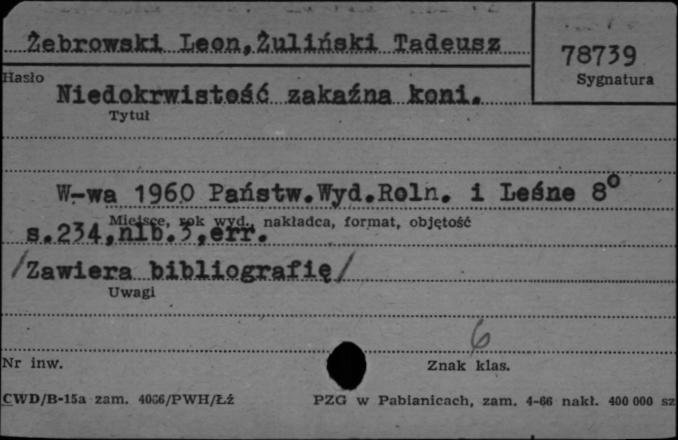 Żebrowski Leon,Żuliński Tadeusz
78739
Hasło
Sygnatura
Niedokrwistość zakaźna koni.
Tytuł
W-wa 1960 Państw.Wyd.Roln. i Leśne 8°
Miejsce, rok wyd., nakładca, format, objętość
s.234,nlb.3,err.
/Zawiera bibliografię/
Uwagi
6
Nr inw.
Znak klas.
CWD/B-15a zam. 4066/PWH/Łź
PZG w Pabianicach, zam. 4-66 nakł. 400 000 sz